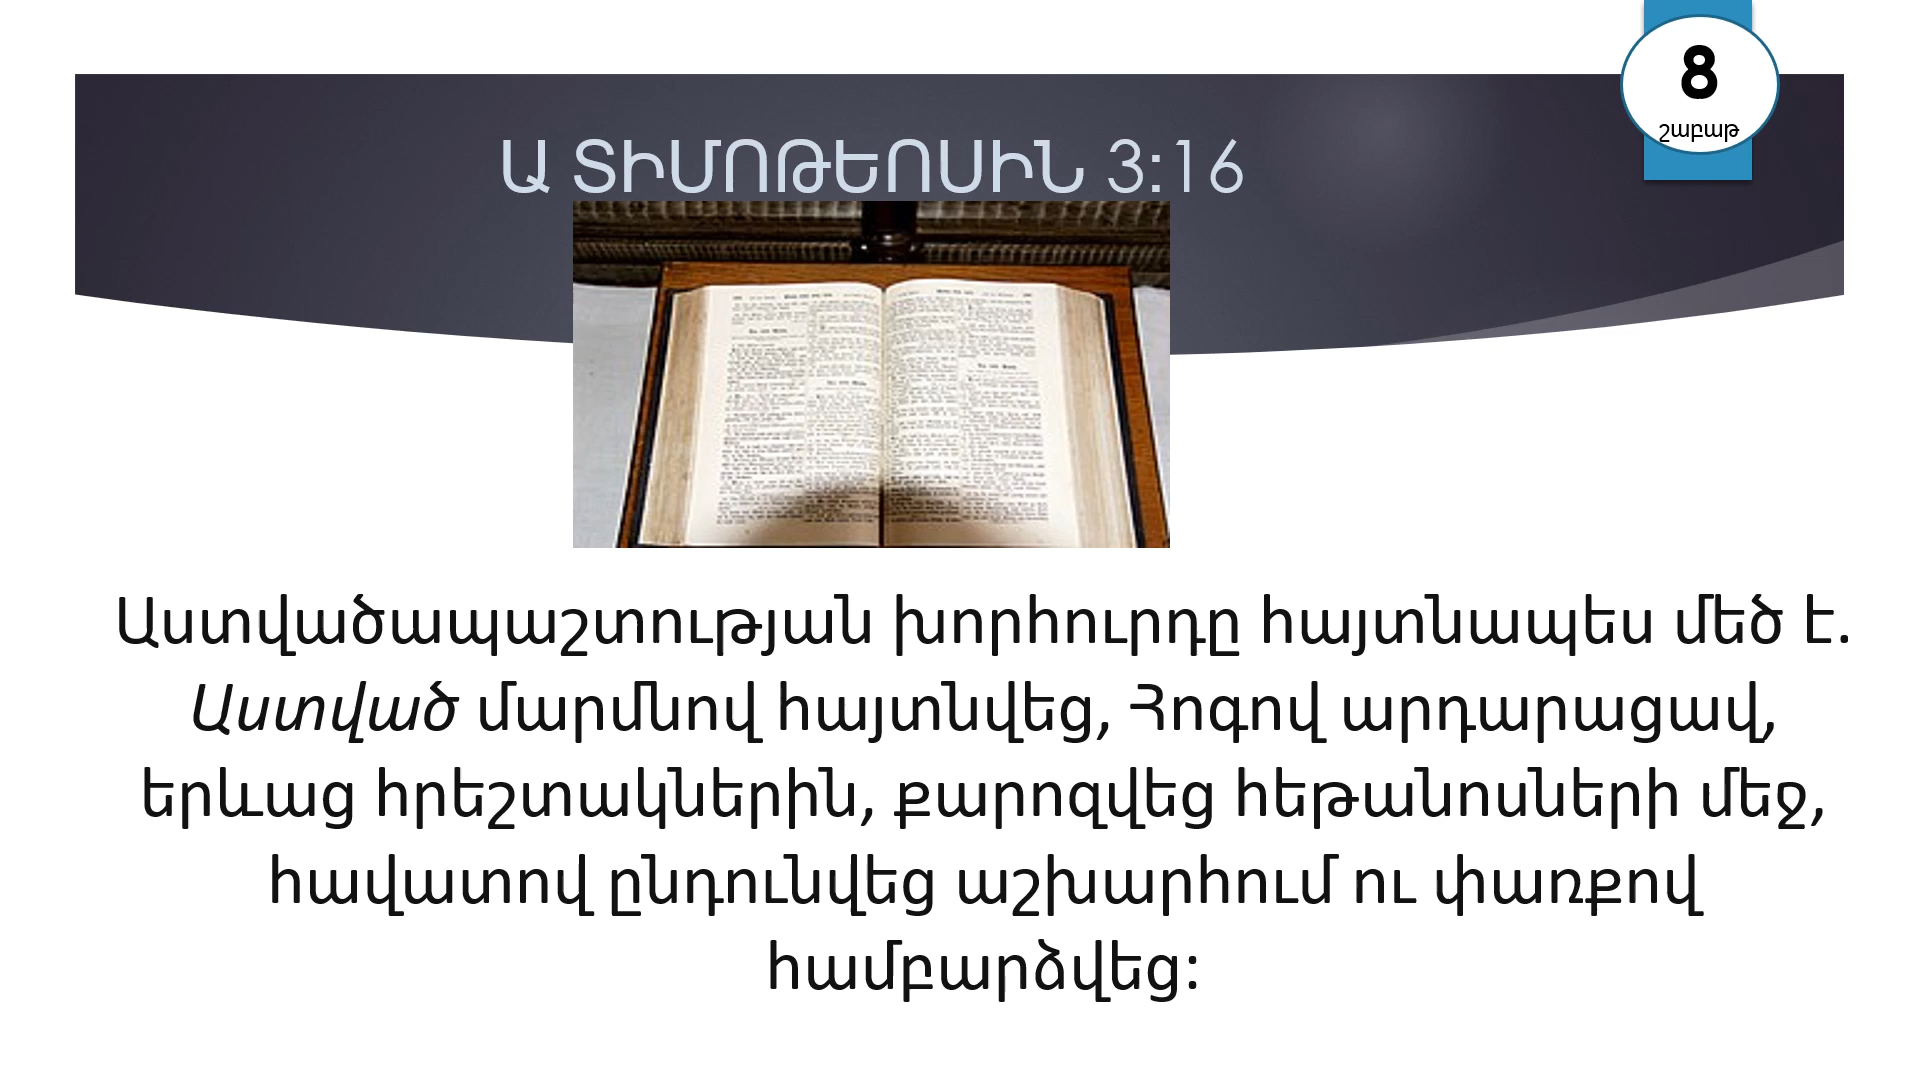 8
շաբաթ
Ա ՏԻՄՈԹԵՈՍԻՆ 3:16
Աստվածապաշտության խորհուրդը հայտնապես մեծ է.
Աստված մարմնով հայտնվեց, Հոգով արդարացավ,
երևաց հրեշտակներին, քարոզվեց հեթանոսների մեջ,
հավատով ընդունվեց աշխարհում ու փառքով
համբարձվեց: